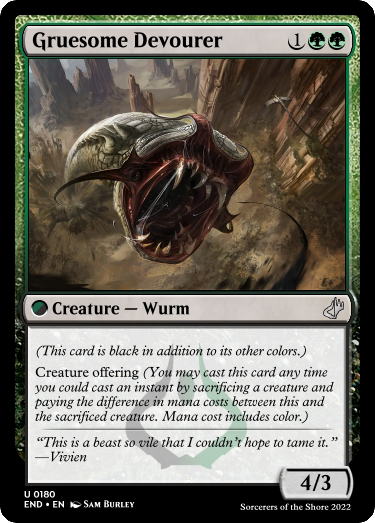 Gruesome Devourer 1
Creature — Wurm
(This card is black in addition to its other colors.)
Creature offering (You may cast this card any time
you could cast an instant by sacrificing a creature and
paying the difference in mana costs between this and
the sacrificed creature. Mana cost includes color.)
“This is a beast so vile that I couldn’t hope to tame it.”
—Vivien
4/3
U 0180
END • EN SAM BURLEY
Sorcerers of the Shore 2022